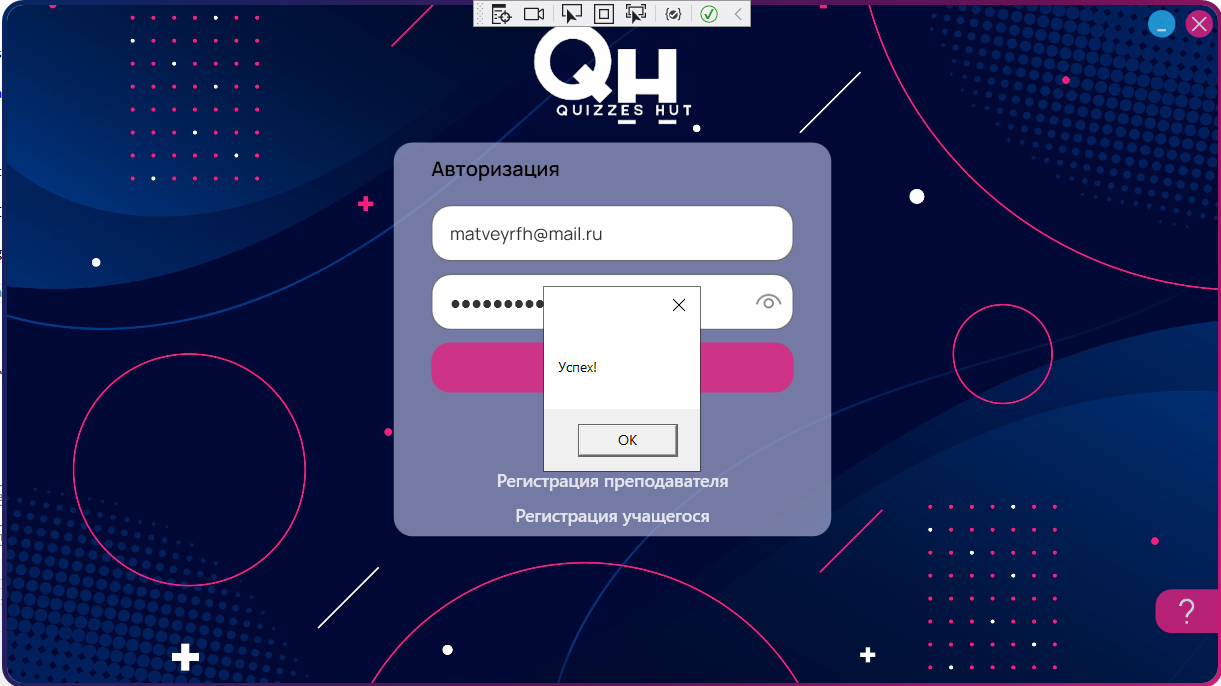 QH
QUIZZES HUT
Авторизация
matveyrfh@mail.ru
Успех!
OK
Регистрация преподавателя
Регистрация учащегося
?